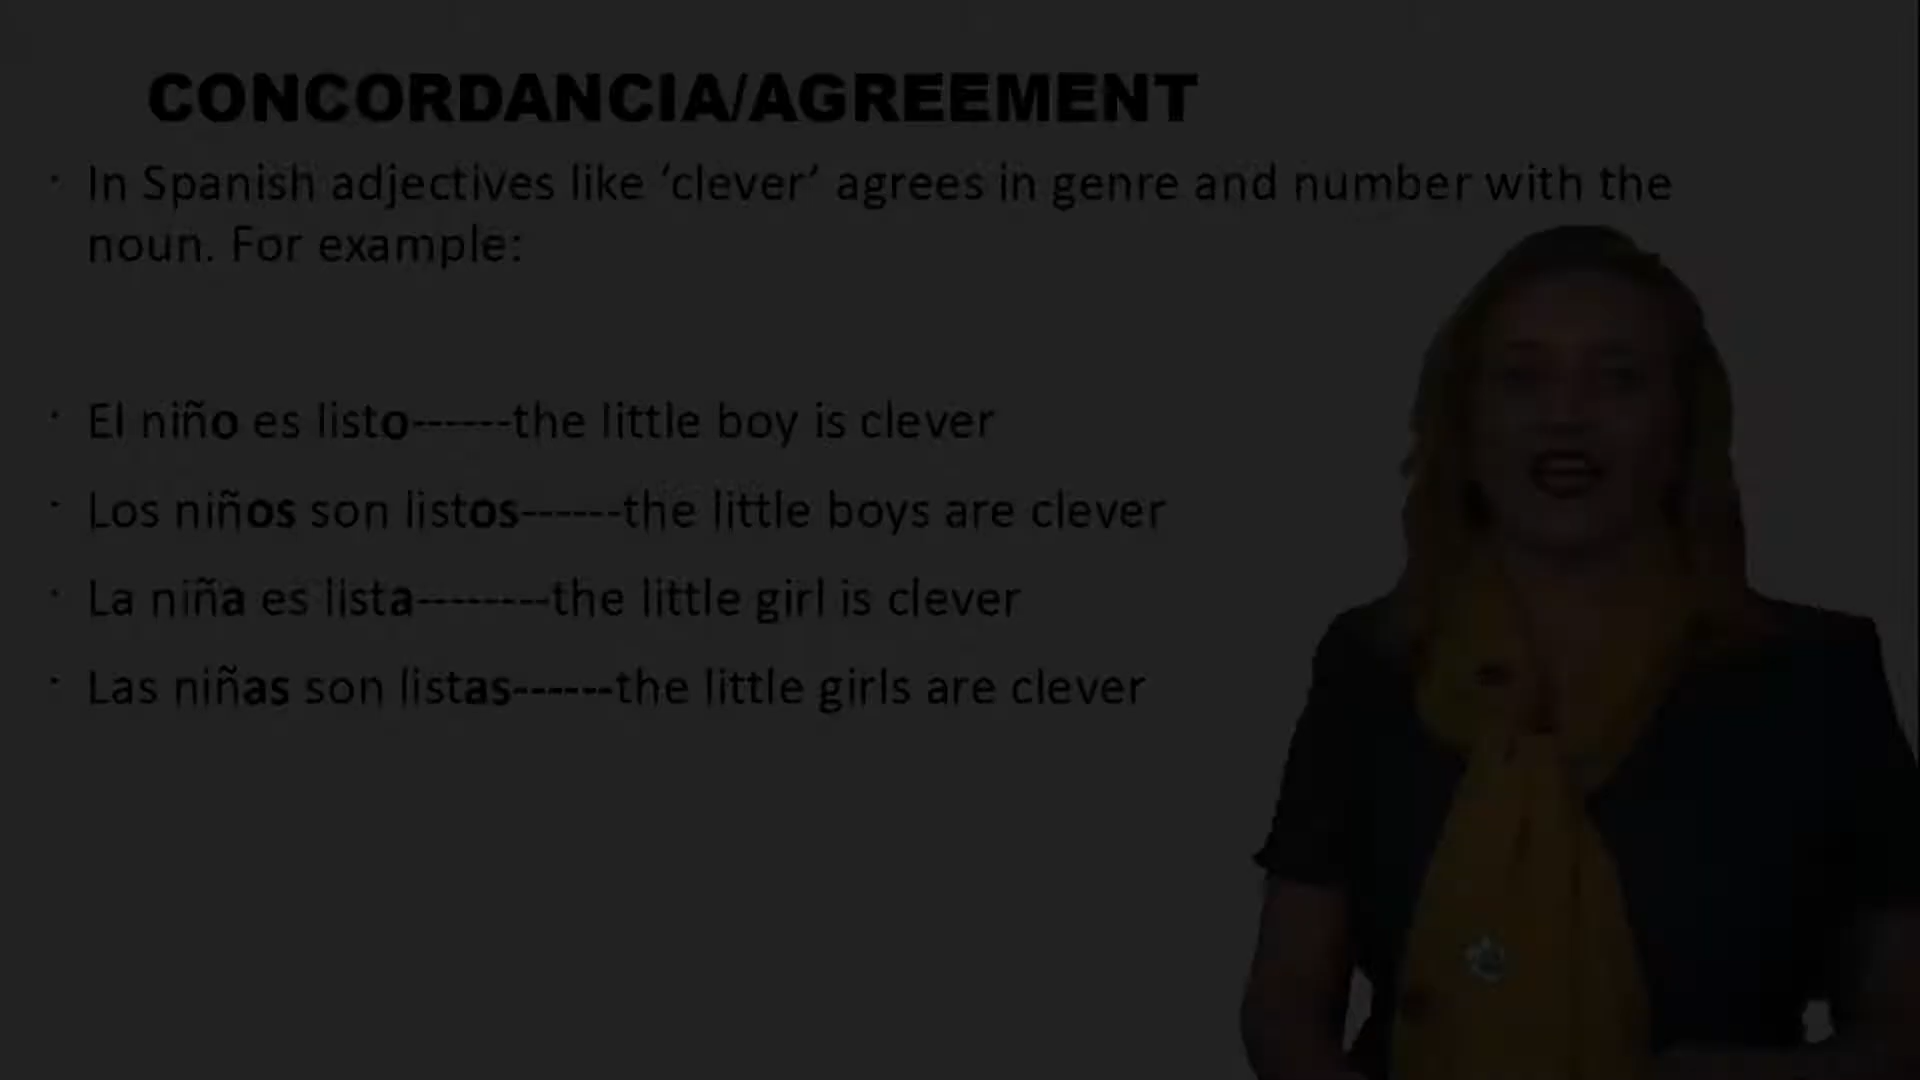 CONCORDANCIA/AGREEMENT
· In Spanish adjectives like ‘clever’ agrees in genre and number with the
noun. For example:
· El niño es listo------the little boy is clever
· Los niños son listos------the little boys are clever
· La niña es lista--------the little girl is clever
· Las niñas son listas------the little girls are clever